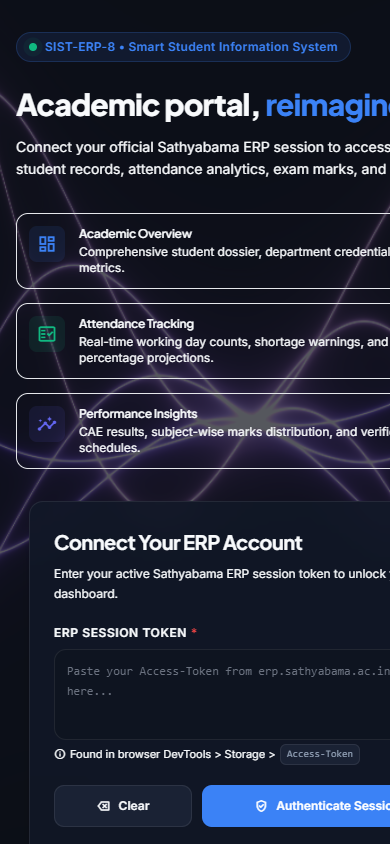 SIST-ERP-8 • Smart Student Information System
Academic portal,
Connect your official Sathyabama ERP session to access
student records, attendance analytics, exam marks, and
Academic Overview
Comprehensive student dossier, department
metrics.
Attendance Tracking
Real-time working day counts, shortage warnings, and
percentage projections.
Performance Insights
CAE results, subject-wise marks distribution, and
schedules.
Connect Your ERP Account
Enter your active Sathyabama ERP session token to unlock
dashboard.
ERP SESSION TOKEN *
Paste your Access-Token from erp.sathyabama.ac.in
here...
Found in browser DevTools > Storage > Access-Token
Clear
Authenticate